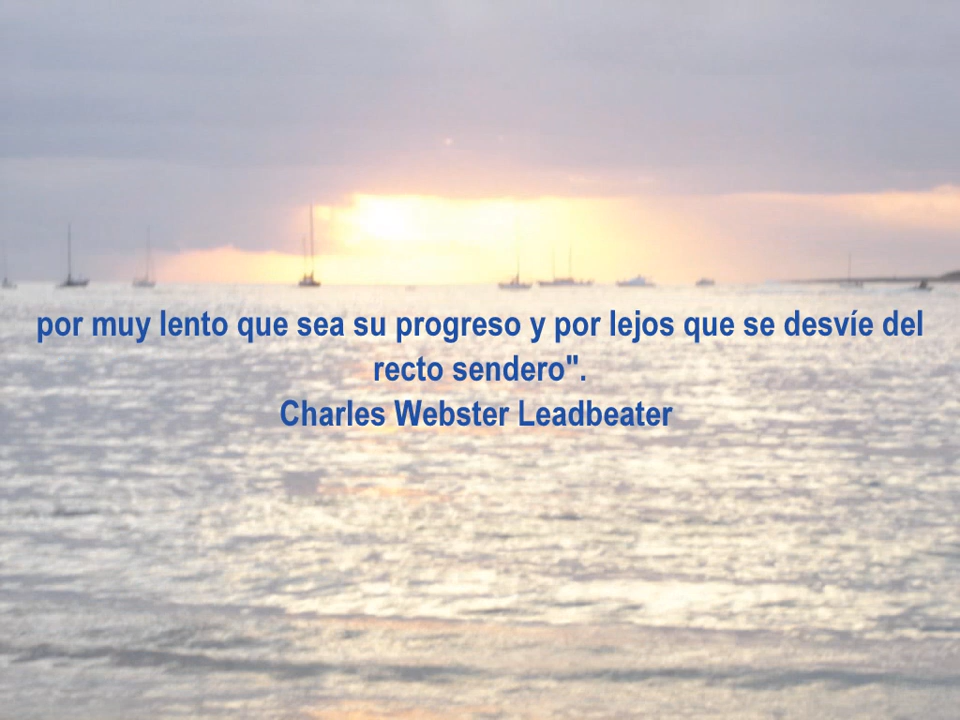 por muy lento que sea su progreso y por lejos que se desvíe del
recto sendero".
Charles Webster Leadbeater